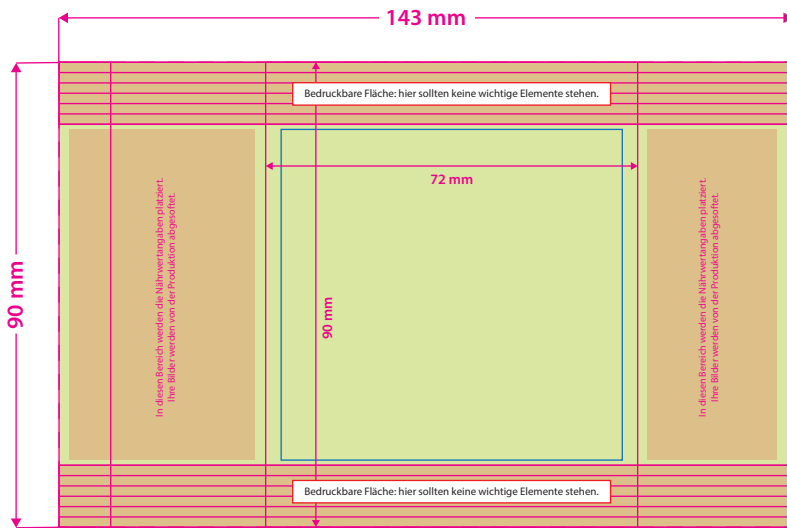 143 mm
Bedruckbare Fläche: hier sollten keine wichtige Elemente stehen.
72 mm
In diesen Bereich werden die Nährwertangaben platziert.
Ihre Bilder werden von der Produktion abgesoftet.
90 mm
90 mm
In diesen Bereich werden die Nährwertangaben platziert.
Ihre Bilder werden von der Produktion abgesoftet.
Bedruckbare Fläche: hier sollten keine wichtige Elemente stehen.